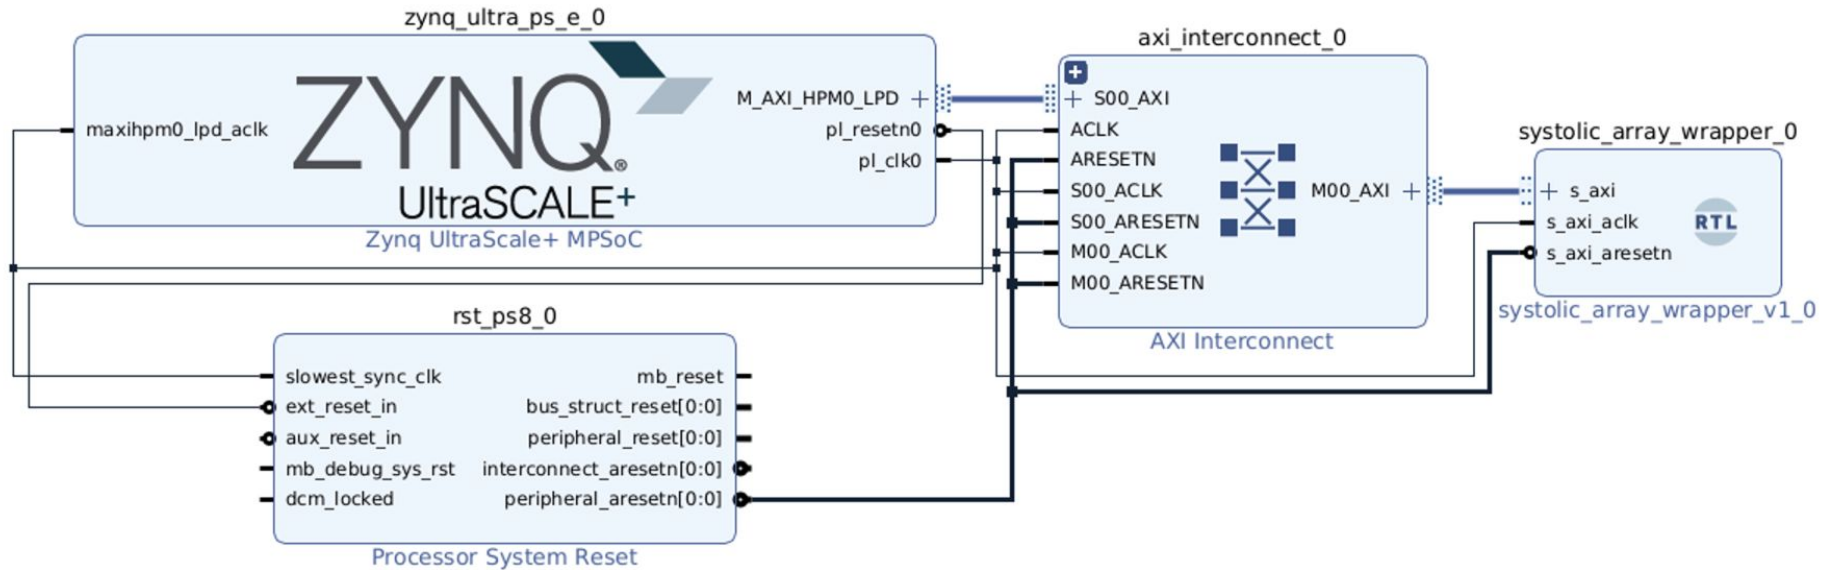 zynq_ultra_ps_e_0
maxihpm0_lpd_aclk
ZYNQ®
UltraSCALE+
M_AXI_HPM0_LPD
pl_resetn0
pl_clk0
Zynq UltraScale+ MPSoC
axi_interconnect_0
S00_AXI
ACLK
ARESETN
S00_ACLK
S00_ARESETN
M00_ACLK
M00_ARESETN
M00_AXI
AXI Interconnect
systolic_array_wrapper_0
s_axi
s_axi_aclk
s_axi_aresetn
RTL
systolic_array_wrapper_v1_0
rst_ps8_0
slowest_sync_clk
ext_reset_in
aux_reset_in
mb_debug_sys_rst
dcm_locked
mb_reset
bus_struct_reset[0:0]
peripheral_reset[0:0]
interconnect_aresetn[0:0]
peripheral_aresetn[0:0]
Processor System Reset